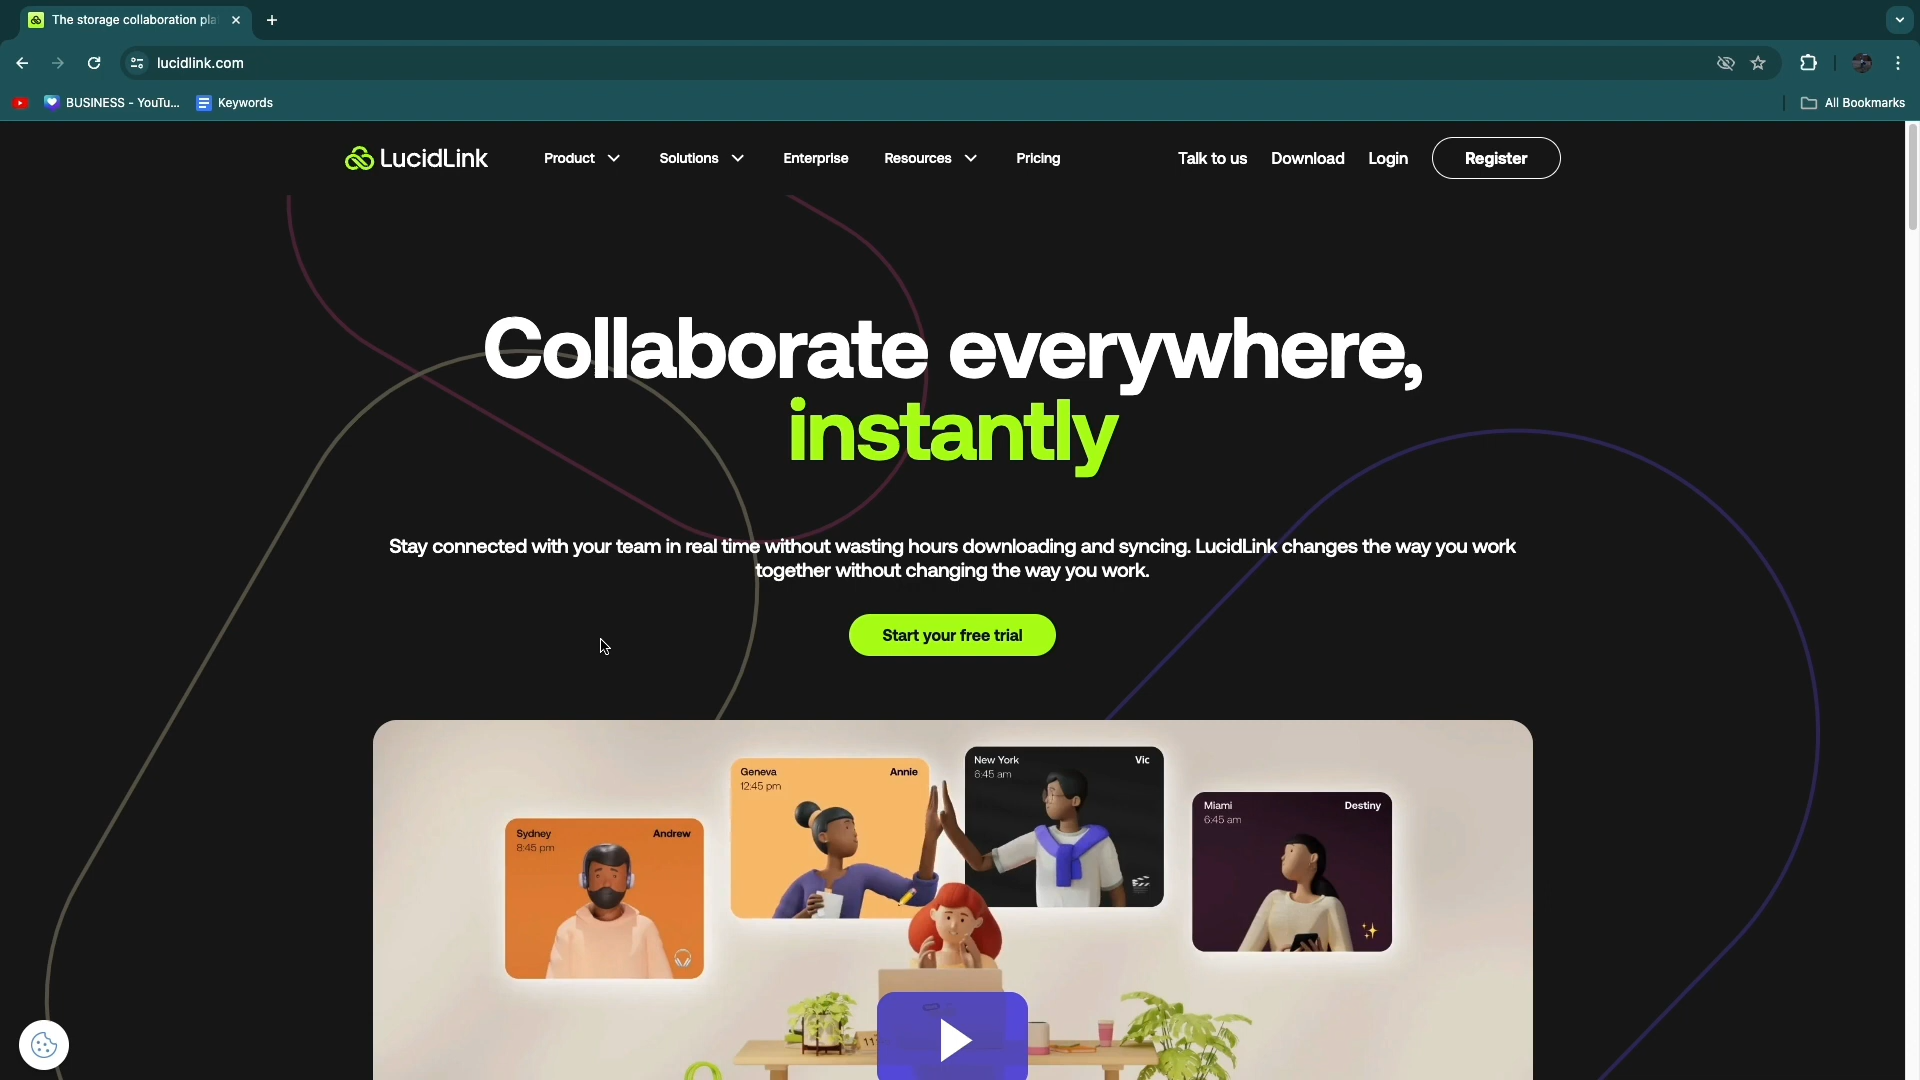 The storage collaboration pla
lucidlink.com
BUSINESS - YouTu...
Keywords
All Bookmarks
LucidLink
Product
Solutions
Enterprise
Resources
Pricing
Talk to us
Download
Login
Register
Collaborate everywhere,
instantly
Stay connected with your team in real time without wasting hours downloading and syncing. LucidLink changes the way you work
together without changing the way you work.
Start your free trial
Sydney
Andrew
8:45 pm
Geneva
Annie
12:45 pm
New York
Vic
6:45 am
Miami
Destiny
6:45 am